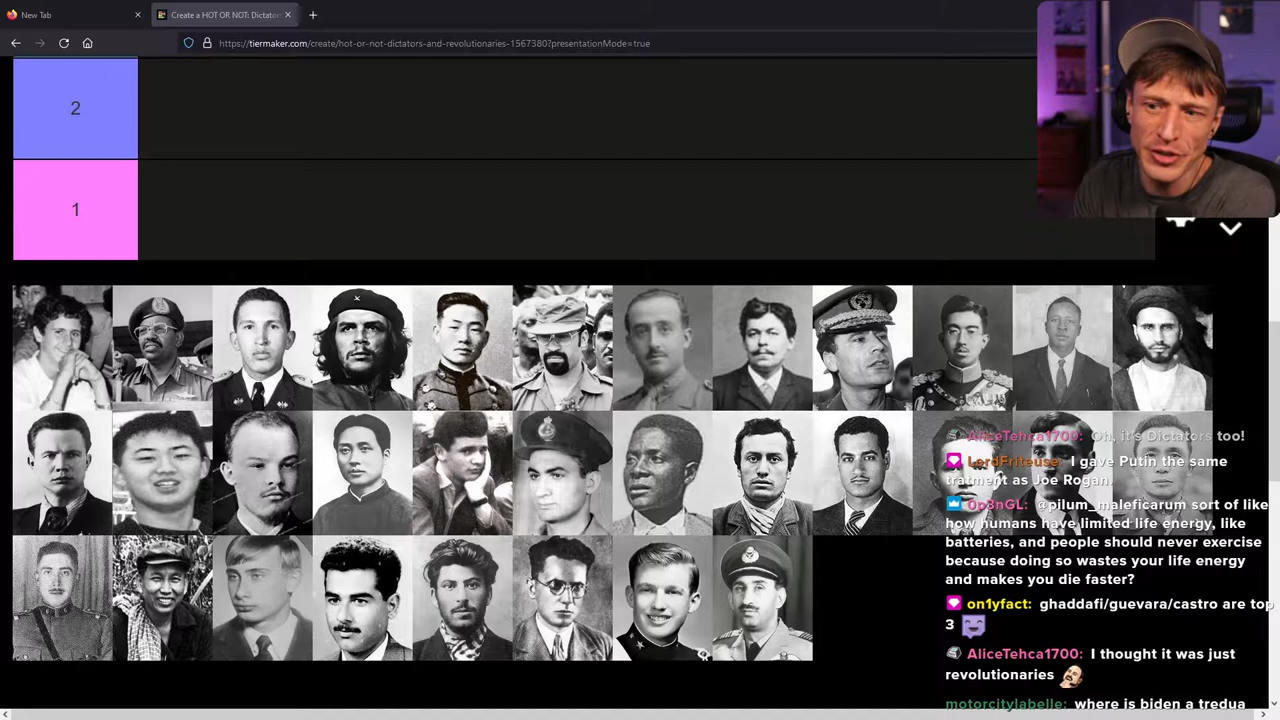 New Tab
Create a HOT OR NOT: Dictator
https://tiermaker.com/create/hot-or-not-dictators-and-revolutionaries-1567380?presentationMode=true
2
1
AliceTehca1700: Oh, it's Dictators too!
LordFriteuse: I gave Putin the same
tratment as Joe Rogan.
0p3nGL: @pilum_maleficarum sort of like
how humans have limited life energy, like
batteries, and people should never exercise
because doing so wastes your life energy
and makes you die faster?
on1yfact: ghaddafi/guevara/castro are top
3
AliceTehca1700: I thought it was just
revolutionaries
motorcitylabelle: where is biden a tredua